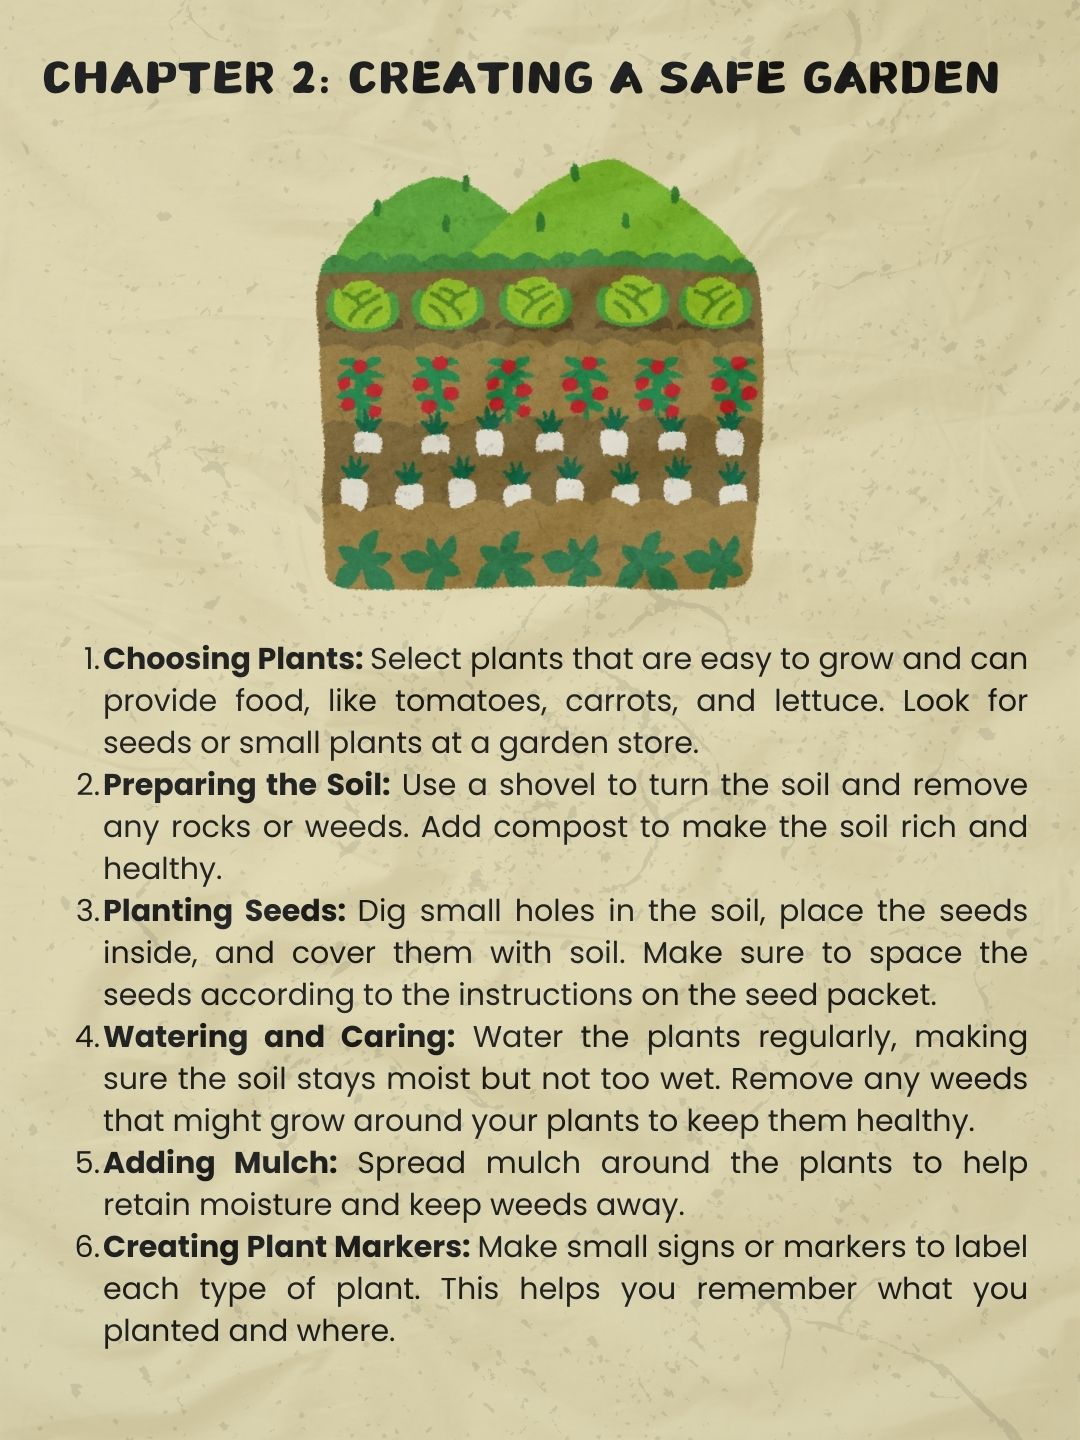 CHAPTER 2: CREATING A SAFE GARDEN
1. Choosing Plants: Select plants that are easy to grow and can
provide food, like tomatoes, carrots, and lettuce. Look for
seeds or small plants at a garden store.
2. Preparing the Soil: Use a shovel to turn the soil and remove
any rocks or weeds. Add compost to make the soil rich and
healthy.
3. Planting Seeds: Dig small holes in the soil, place the seeds
inside, and cover them with soil. Make sure to space the
seeds according to the instructions on the seed packet.
4. Watering and Caring: Water the plants regularly, making
sure the soil stays moist but not too wet. Remove any weeds
that might grow around your plants to keep them healthy.
5. Adding Mulch: Spread mulch around the plants to help
retain moisture and keep weeds away.
6. Creating Plant Markers: Make small signs or markers to label
each type of plant. This helps you remember what you
planted and where.